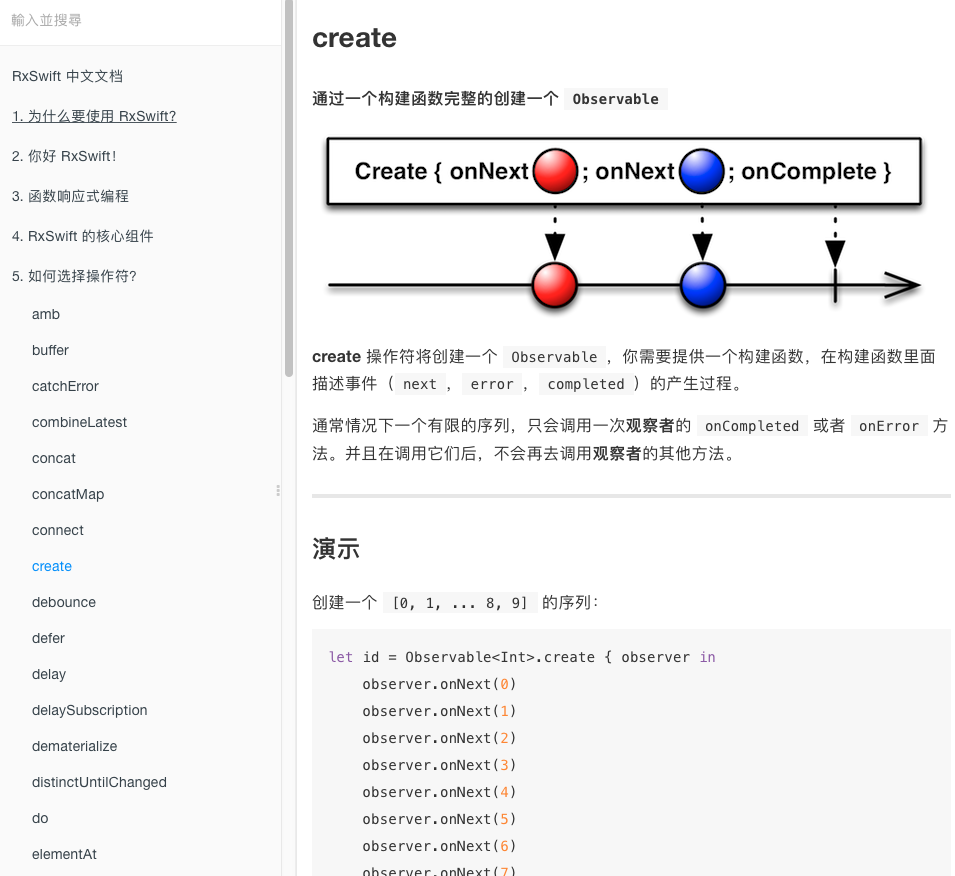 輸入並搜尋
RxSwift 中文文档
1. 为什么要使用 RxSwift?
2. 你好 RxSwift！
3. 函数响应式编程
4. RxSwift 的核心组件
5. 如何选择操作符?
amb
buffer
catchError
combineLatest
concat
concatMap
connect
create
debounce
defer
delay
delaySubscription
dematerialize
distinctUntilChanged
do
elementAt
create
通过一个构建函数完整的创建一个 Observable
Create { onNext ; onNext ; onComplete }
create 操作符将创建一个 Observable ，你需要提供一个构建函数，在构建函数里面
描述事件（ next ， error ， completed ）的产生过程。
通常情况下一个有限的序列，只会调用一次观察者的 onCompleted 或者 onError 方
法。并且在调用它们后，不会再去调用观察者的其他方法。
演示
创建一个 [0, 1, ... 8, 9] 的序列：
let id = Observable<Int>.create { observer in
observer.onNext(0)
observer.onNext(1)
observer.onNext(2)
observer.onNext(3)
observer.onNext(4)
observer.onNext(5)
observer.onNext(6)
observer.onNext(7)